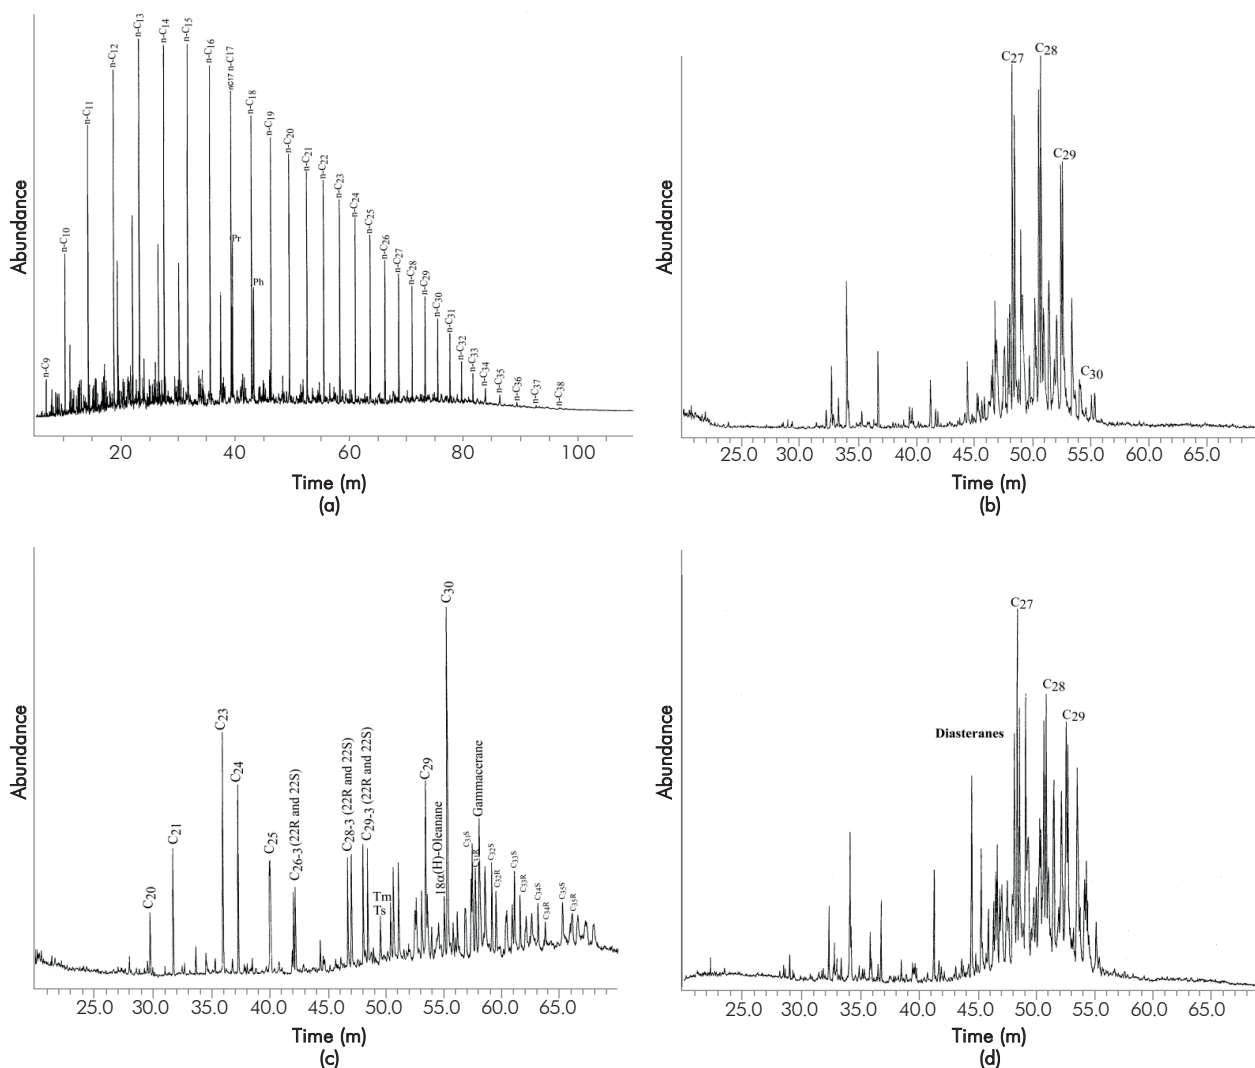 n-C9
n-C10
n-C11
n-C12
n-C13
n-C14
n-C15
n-C16
nC17 n-C17
Pr
n-C18
Ph
n-C19
n-C20
n-C21
n-C22
n-C23
n-C24
n-C25
n-C26
n-C27
n-C28
n-C29
n-C30
n-C31
n-C32
n-C33
n-C34
n-C35
n-C36
n-C37
n-C38
Abundance
20 40 60 80 100
Time (m)
(a)
C27
C28
C29
C30
Abundance
25.0 30.0 35.0 40.0 45.0 50.0 55.0 60.0 65.0
Time (m)
(b)
C20
C21
C23
C24
C25
C26-3 (22R and 22S)
C28-3 (22R and 22S)
C29-3 (22R and 22S)
Tm
Ts
C29
18α(H)-Oleanane
C30
C31S
C31R
Gammacerane
C32S
C32R
C33S
C33R
C34S
C34R
C35S
C35R
Abundance
25.0 30.0 35.0 40.0 45.0 50.0 55.0 60.0 65.0
Time (m)
(c)
Diasteranes
C27
C28
C29
Abundance
25.0 30.0 35.0 40.0 45.0 50.0 55.0 60.0 65.0
Time (m)
(d)